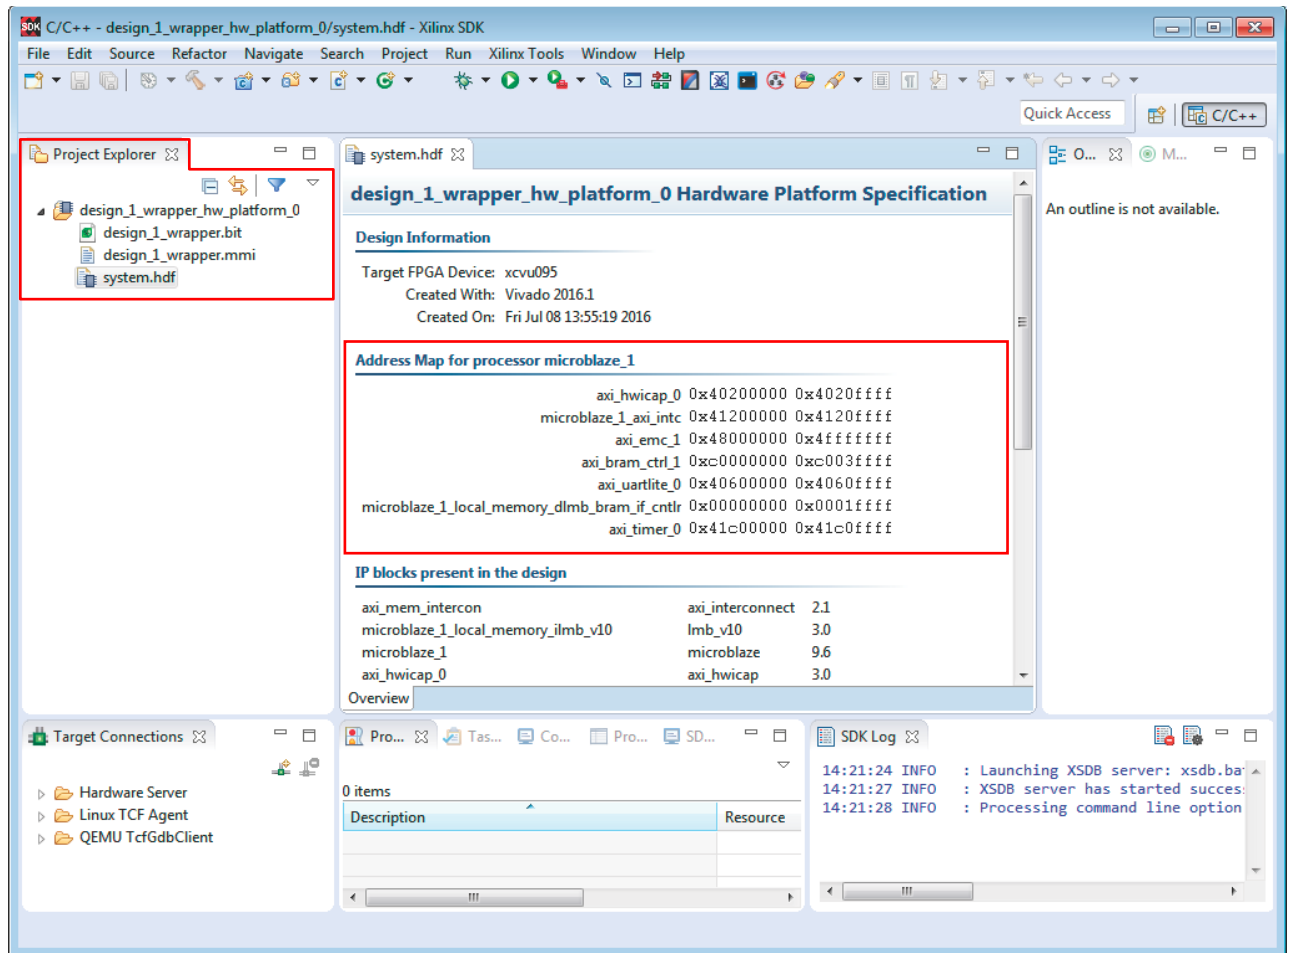 SDK C/C++ - design_1_wrapper_hw_platform_0/system.hdf - Xilinx SDK
File Edit Source Refactor Navigate Search Project Run Xilinx Tools Window Help
Quick Access C/C++
Project Explorer
design_1_wrapper_hw_platform_0
design_1_wrapper.bit
design_1_wrapper.mmi
system.hdf
system.hdf
design_1_wrapper_hw_platform_0 Hardware Platform Specification
Design Information
Target FPGA Device: xcvu095
Created With: Vivado 2016.1
Created On: Fri Jul 08 13:55:19 2016
Address Map for processor microblaze_1
axi_hwicap_0 0x40200000 0x4020ffff
microblaze_1_axi_intc 0x41200000 0x4120ffff
axi_emc_1 0x48000000 0x4fffffff
axi_bram_ctrl_1 0xc0000000 0xc003ffff
axi_uartlite_0 0x40600000 0x4060ffff
microblaze_1_local_memory_dlmb_bram_if_cntlr 0x00000000 0x0001ffff
axi_timer_0 0x41c00000 0x41c0ffff
IP blocks present in the design
axi_mem_intercon axi_interconnect 2.1
microblaze_1_local_memory_ilmb_v10 lmb_v10 3.0
microblaze_1 microblaze 9.6
axi_hwicap_0 axi_hwicap 3.0
Overview
O... M...
An outline is not available.
Target Connections
Hardware Server
Linux TCF Agent
QEMU TcfGdbClient
Pro... Tas... Co... Pro... SD...
0 items
Description Resource
SDK Log
14:21:24 INFO : Launching XSDB server: xsdb.ba
14:21:27 INFO : XSDB server has started succes
14:21:28 INFO : Processing command line option